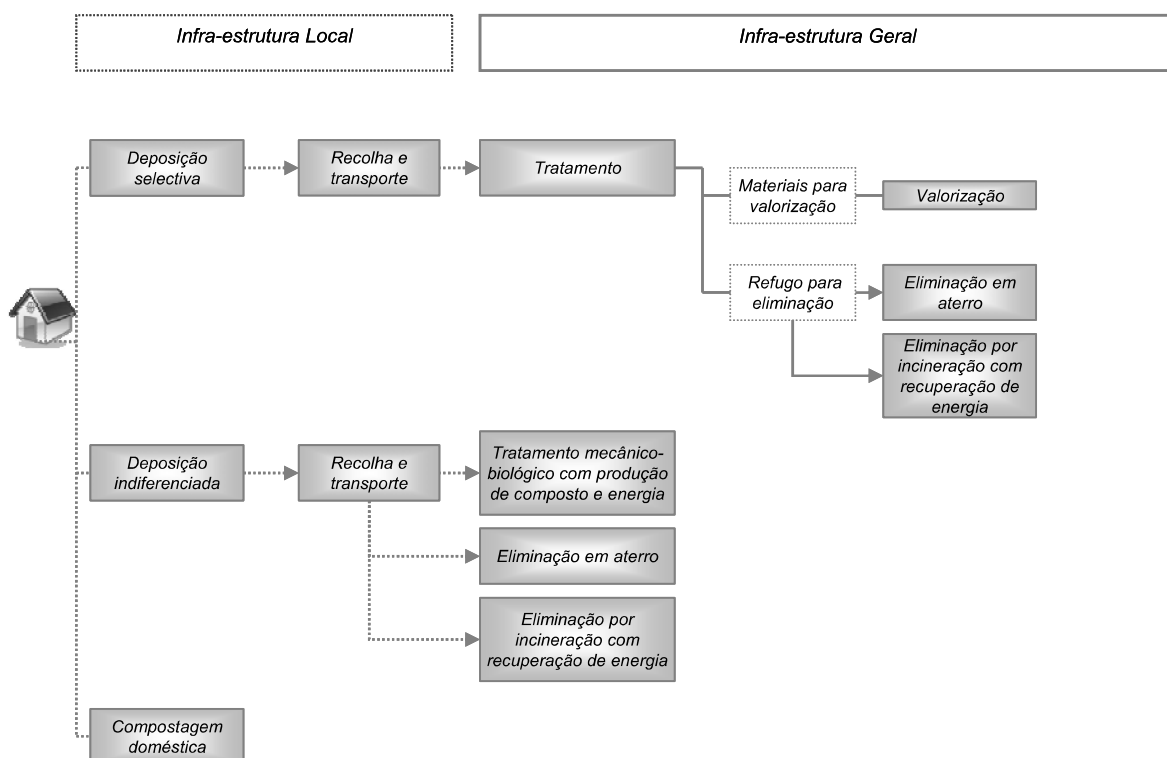 Infra-estrutura Local
Infra-estrutura Geral
Deposição
selectiva
Recolha e
transporte
Tratamento
Materiais para
valorização
Valorização
Refugo para
eliminação
Eliminação em
aterro
Eliminação por
incineração com
recuperação de
energia
Deposição
indiferenciada
Recolha e
transporte
Tratamento mecânico-
biológico com produção
de composto e energia
Eliminação em aterro
Eliminação por
incineração com
recuperação de energia
Compostagem
doméstica